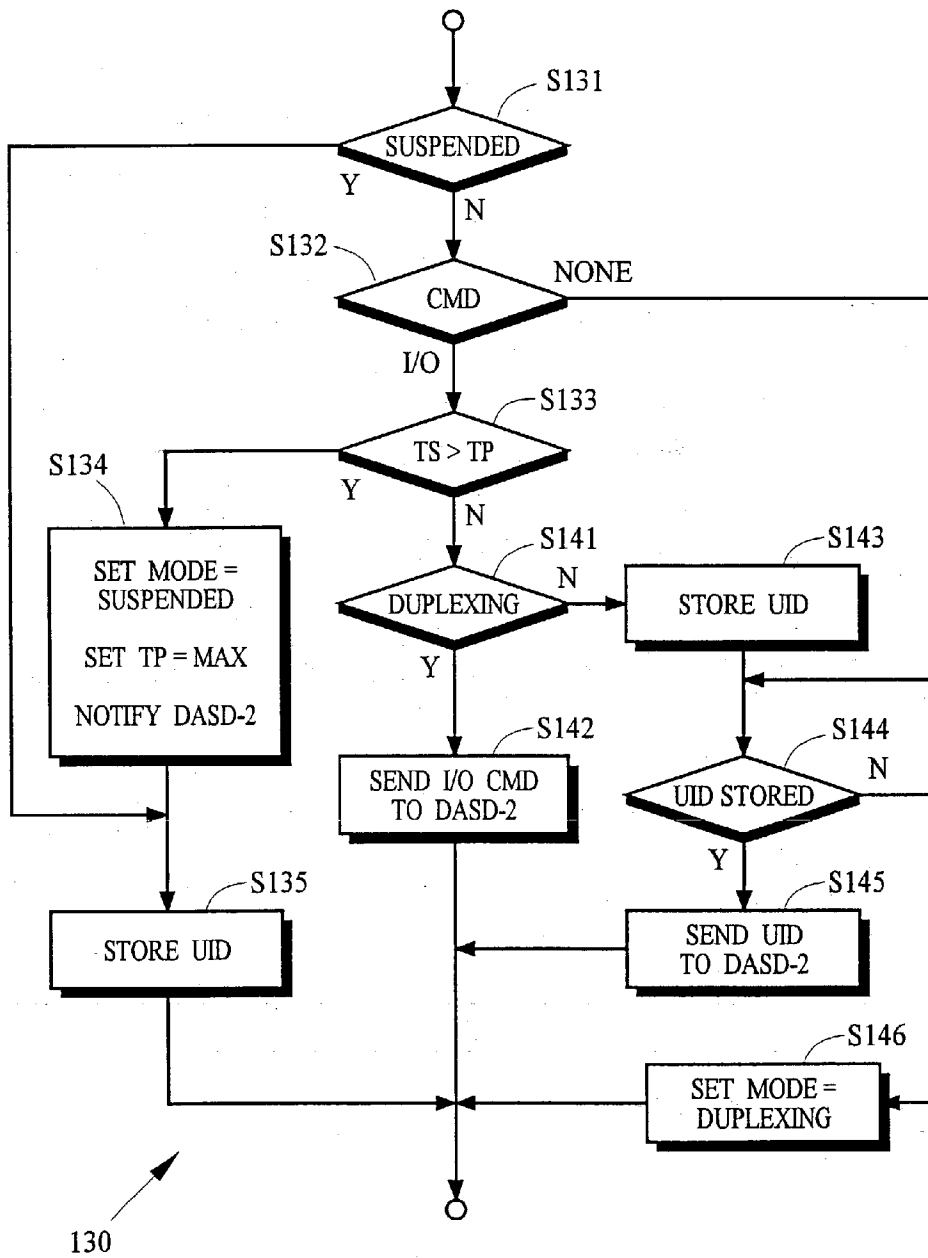 S131
SUSPENDED
Y
N
S132
NONE
CMD
I/O
S133
TS > TP
Y
N
S134
SET MODE =
SUSPENDED
SET TP = MAX
NOTIFY DASD-2
S141
DUPLEXING
N
Y
S143
STORE UID
S142
SEND I/O CMD
TO DASD-2
S144
UID STORED
N
Y
S135
STORE UID
S145
SEND UID
TO DASD-2
S146
SET MODE =
DUPLEXING
130